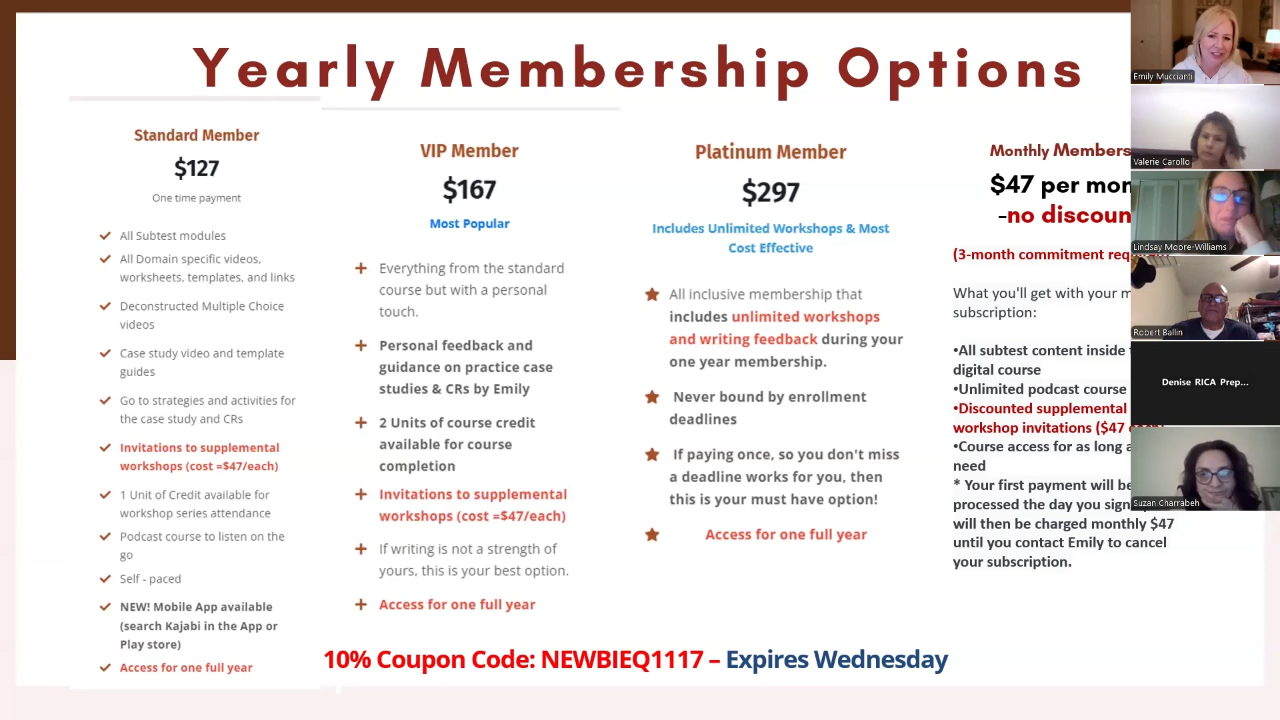 Yearly Membership Options
Standard Member
$127
One time payment
All Subtest modules
All Domain specific videos,
worksheets, templates, and links
Deconstructed Multiple Choice
videos
Case study video and template
guides
Go to strategies and activities for
the case study and CRs
Invitations to supplemental
workshops (cost =$47/each)
1 Unit of Credit available for
workshop series attendance
Podcast course to listen on the
go
Self - paced
NEW! Mobile App available
(search Kajabi in the App or
Play store)
Access for one full year
VIP Member
$167
Most Popular
Everything from the standard
course but with a personal
touch.
Personal feedback and
guidance on practice case
studies & CRs by Emily
2 Units of course credit
available for course
completion
Invitations to supplemental
workshops (cost =$47/each)
If writing is not a strength of
yours, this is your best option.
Access for one full year
Platinum Member
$297
Includes Unlimited Workshops & Most
Cost Effective
All inclusive membership that
includes unlimited workshops
and writing feedback during your
one year membership.
Never bound by enrollment
deadlines
If paying once, so you don't miss
a deadline works for you, then
this is your must have option!
Access for one full year
Monthly
$47 per
-no
(3-month commitment
What you'll get with your
subscription:
•All subtest content inside
digital course
•Unlimited podcast course
•Discounted supplemental
workshop invitations ($47
•Course access for as long
need
* Your first payment will be
processed the day you
will then be charged monthly $47
until you contact Emily to cancel
your subscription.
10% Coupon Code: NEWBIEQ1117 – Expires Wednesday
Emily Muccianti
Valerie Carollo
Lindsay Moore-Williams
Robert Ballin
Denise RICA Prep...
Suzan Charrabeh